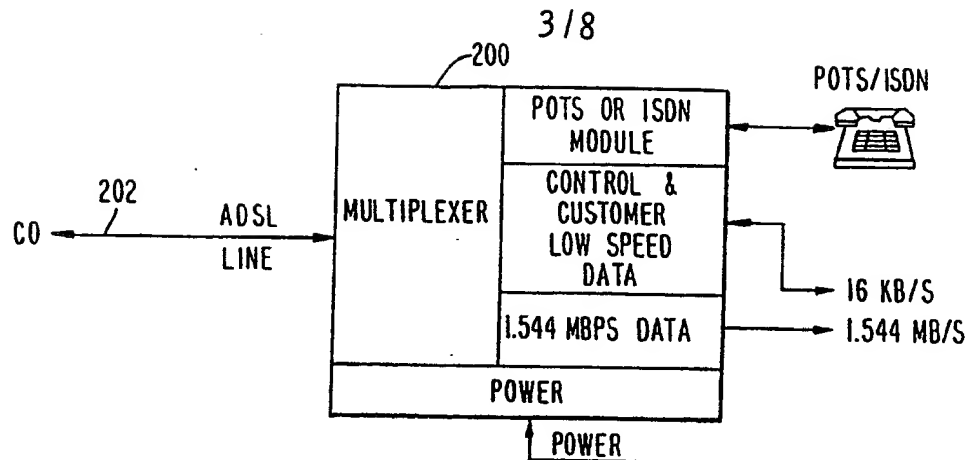 3/8
200
POTS/ISDN
POTS OR ISDN
MODULE
202
CO
ADSL
LINE
MULTIPLEXER
CONTROL &
CUSTOMER
LOW SPEED
DATA
16 KB/S
1.544 MBPS DATA
1.544 MB/S
POWER
POWER